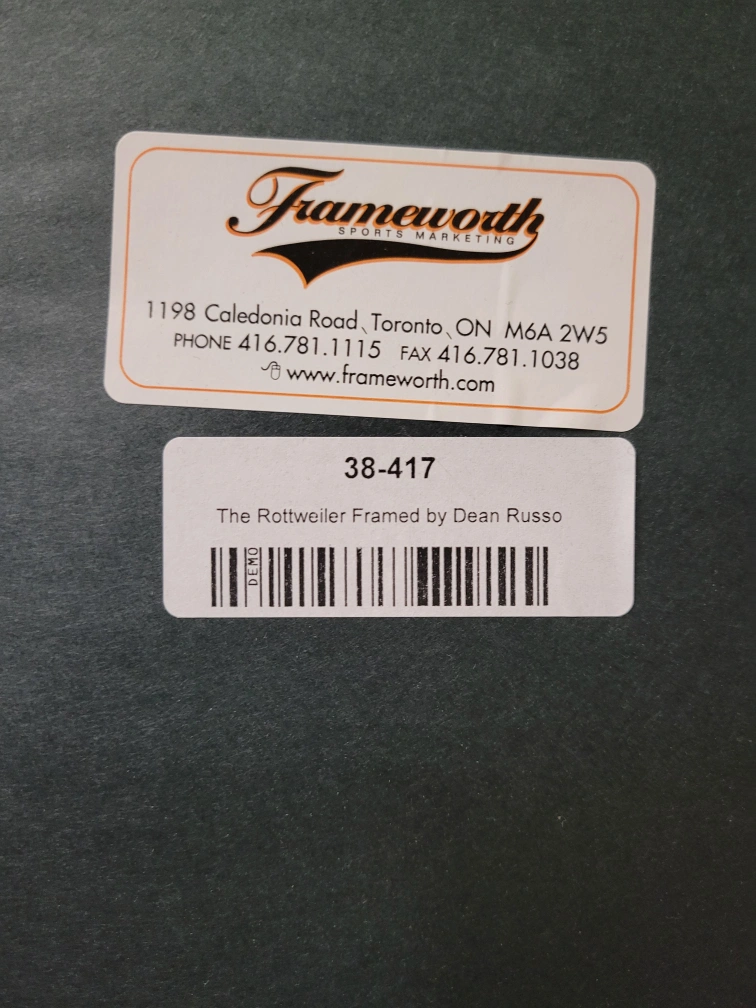 Frameworth
SPORTS MARKETING
1198 Caledonia Road, Toronto, ON M6A 2W5
PHONE 416.781.1115 FAX 416.781.1038
www.frameworth.com
38-417
The Rottweiler Framed by Dean Russo
DEMO